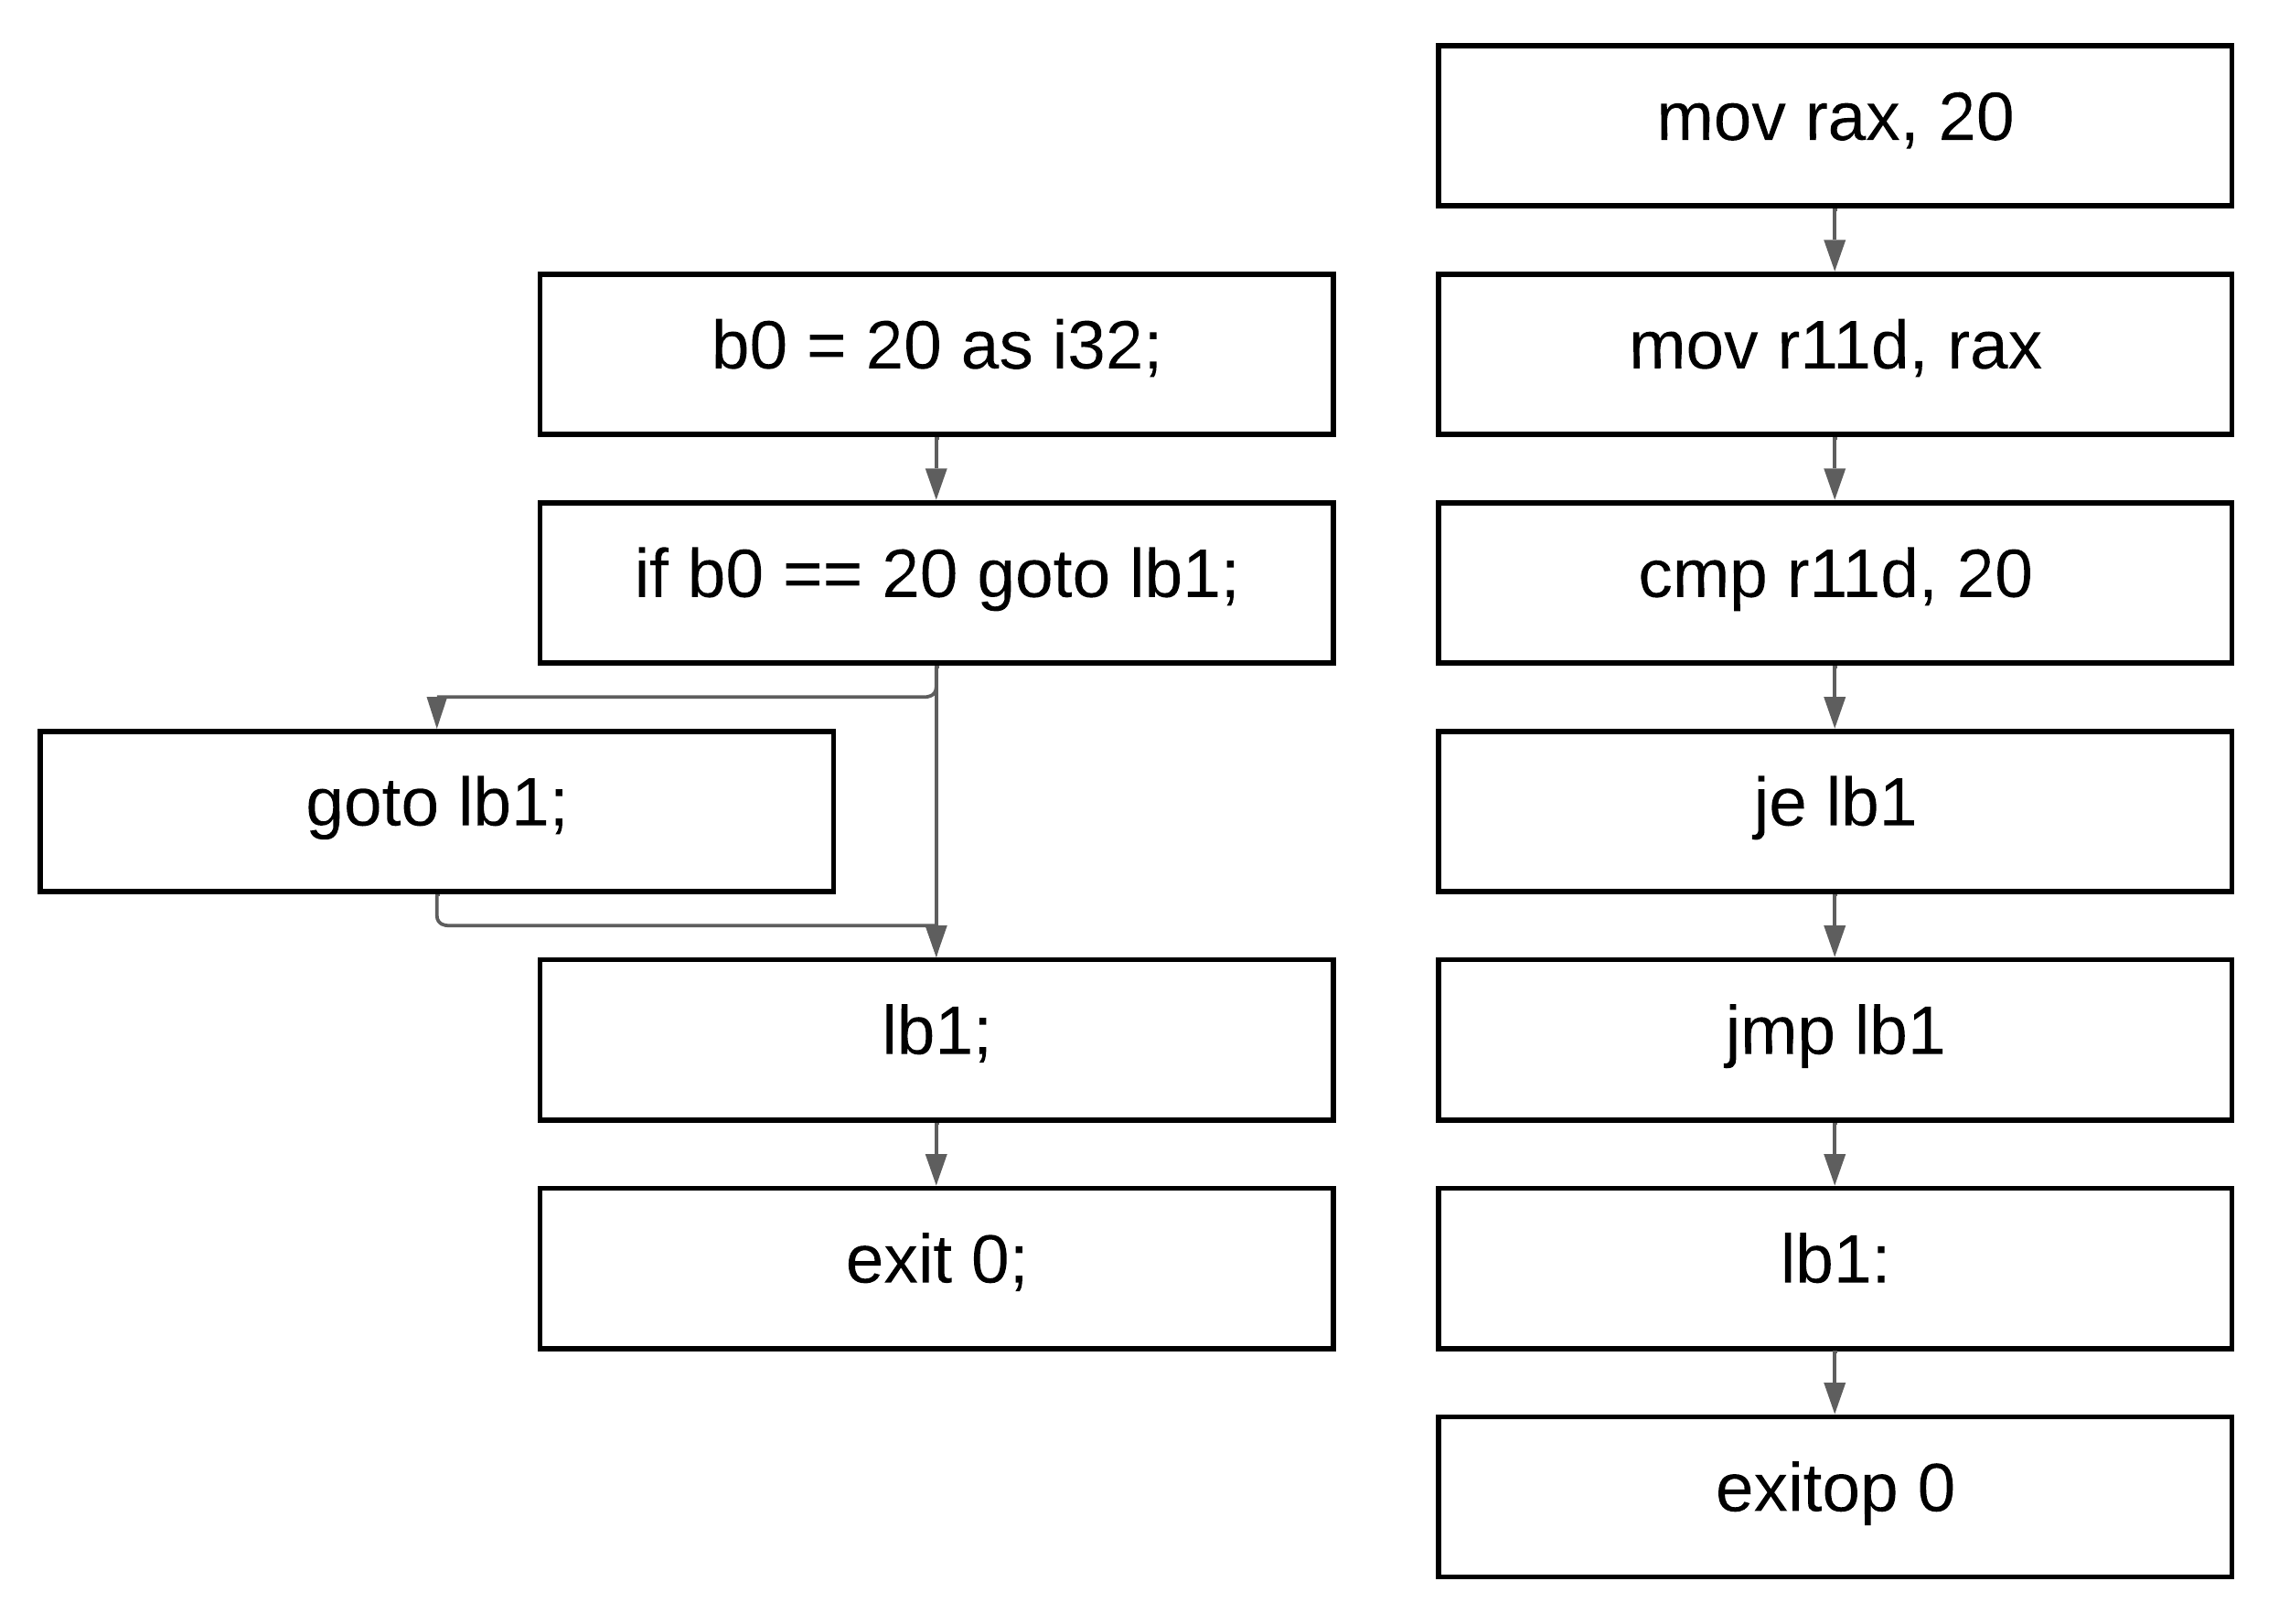 b0 = 20 as i32;
if b0 == 20 goto lb1;
goto lb1;
lb1;
exit 0;
mov rax, 20
mov r11d, rax
cmp r11d, 20
je lb1
jmp lb1
lb1:
exitop 0